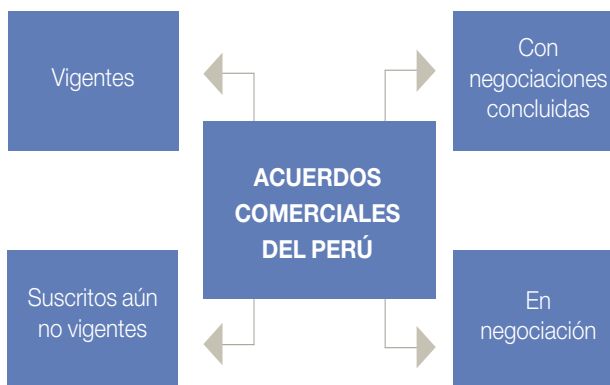 Vigentes
Con
negociaciones
concluidas
ACUERDOS
COMERCIALES
DEL PERÚ
Suscritos aún
no vigentes
En
negociación